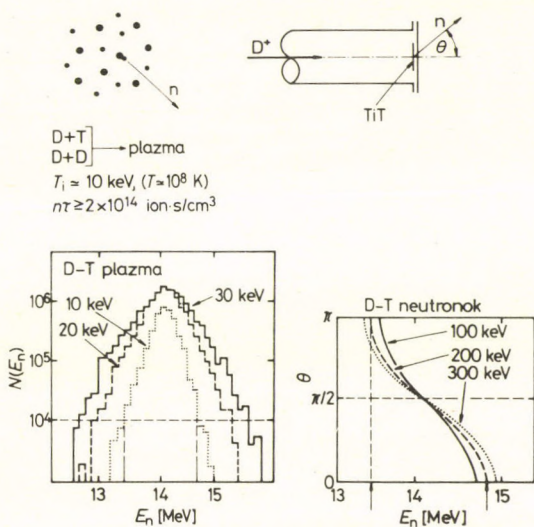 n
D⁺
n
θ
TiT
D+T
D+D
plazma
Tᵢ ≃ 10 keV, (T≃10⁸ K)
nτ ≥ 2×10¹⁴ ion·s/cm³
D-T plazma
10 keV
20 keV
30 keV
10⁶
10⁵
10⁴
N(Eₙ)
13
14
15
Eₙ [MeV]
D-T neutronok
100 keV
200 keV
300 keV
π
θ
π/2
0
13
14
15
Eₙ [MeV]